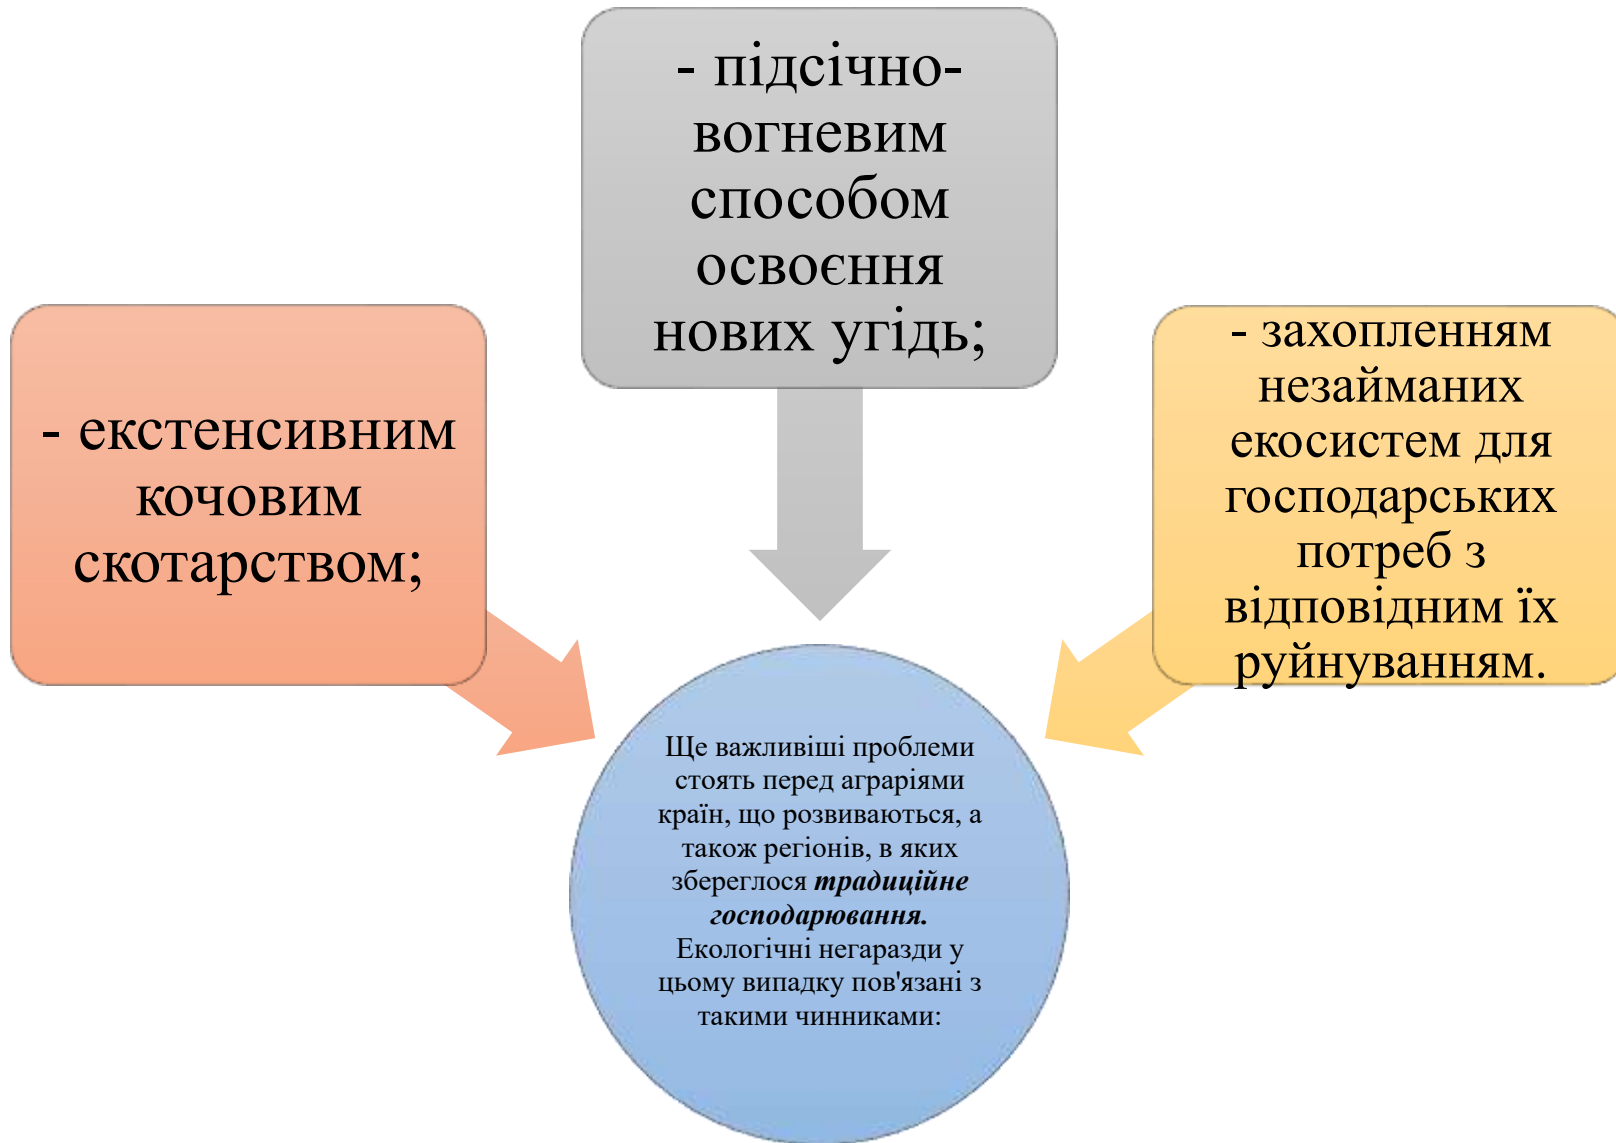 - підсічно-
вогневим
способом
освоєння
нових угідь;
- екстенсивним
кочовим
скотарством;
- захопленням
незайманих
екосистем для
господарських
потреб з
відповідним їх
руйнуванням.
Ще важливіші проблеми
стоять перед аграріями
країн, що розвиваються, а
також регіонів, в яких
збереглося традиційне
господарювання.
Екологічні негаразди у
цьому випадку пов'язані з
такими чинниками: